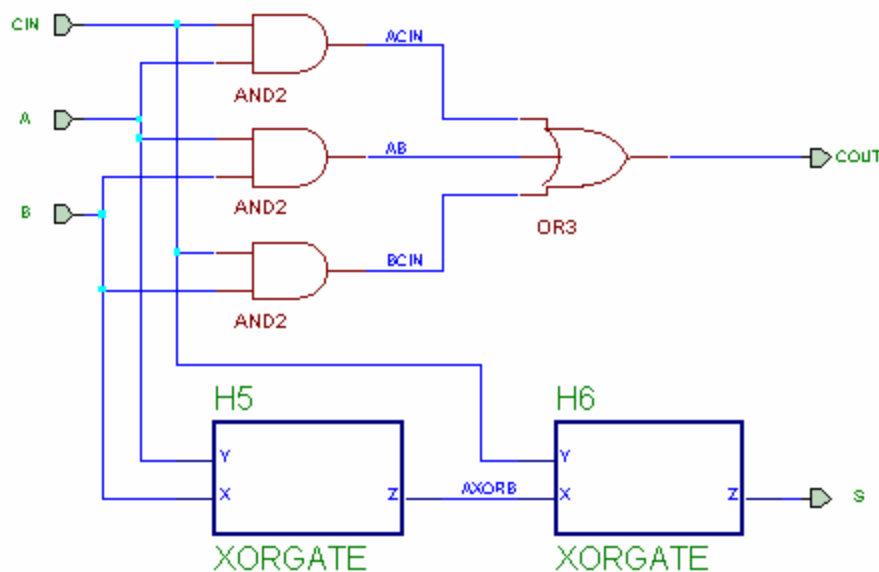 CIN
ACIN
AND2
A
AB
COUT
AND2
B
OR3
BCIN
AND2
H5
H6
Y
Y
X
Z
AXORB
X
Z
S
XORGATE
XORGATE